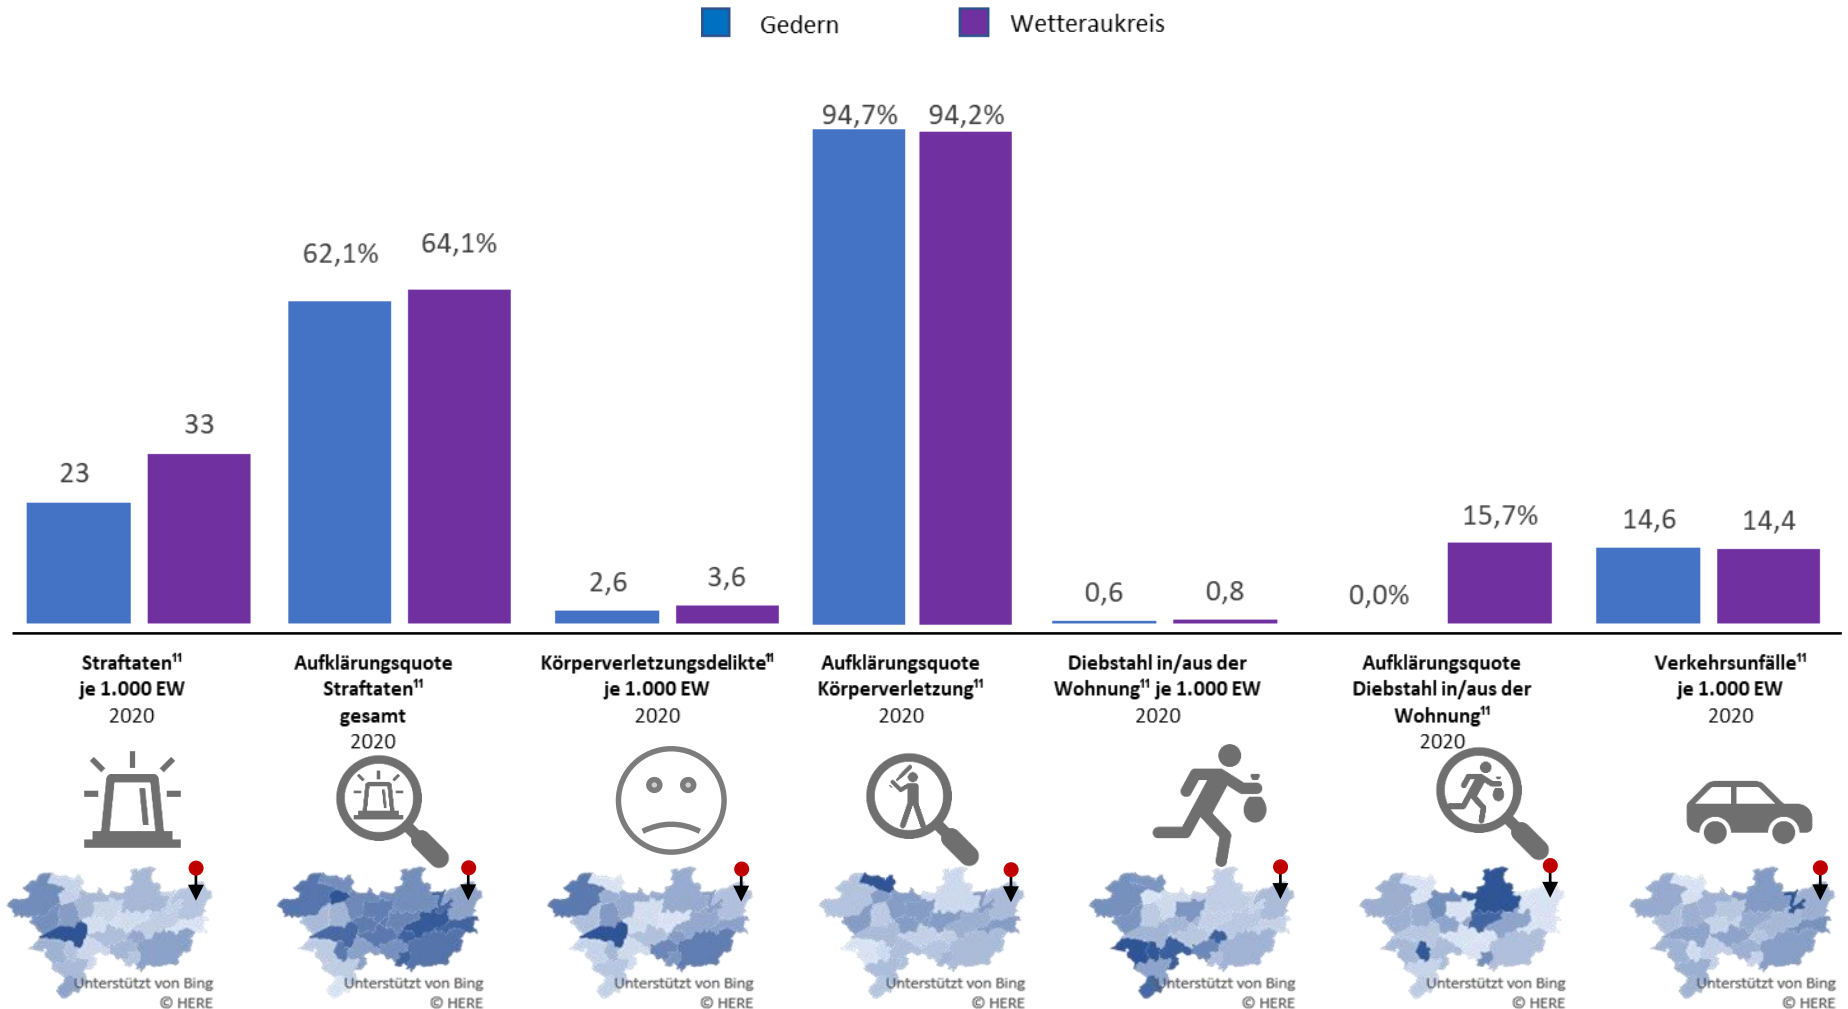 Gedern
Wetteraukreis
23
33
62,1%
64,1%
2,6
3,6
94,7%
94,2%
0,6
0,8
0,0%
15,7%
14,6
14,4
Straftaten¹¹
je 1.000 EW
2020
Aufklärungsquote
Straftaten¹¹
gesamt
2020
Körperverletzungsdelikte¹¹
je 1.000 EW
2020
Aufklärungsquote
Körperverletzung¹¹
2020
Diebstahl in/aus der
Wohnung¹¹ je 1.000 EW
2020
Aufklärungsquote
Diebstahl in/aus der
Wohnung¹¹
2020
Verkehrsunfälle¹¹
je 1.000 EW
2020
Unterstützt von Bing
© HERE
Unterstützt von Bing
© HERE
Unterstützt von Bing
© HERE
Unterstützt von Bing
© HERE
Unterstützt von Bing
© HERE
Unterstützt von Bing
© HERE
Unterstützt von Bing
© HERE